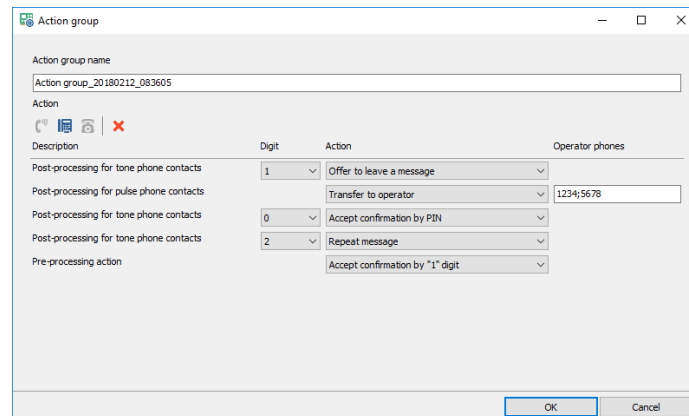 Action group
Action group name
Action group_20180212_083605
Action
Description Digit Action Operator phones
Post-processing for tone phone contacts 1 Offer to leave a message
Post-processing for pulse phone contacts Transfer to operator 1234;5678
Post-processing for tone phone contacts 0 Accept confirmation by PIN
Post-processing for tone phone contacts 2 Repeat message
Pre-processing action Accept confirmation by "1" digit
OK Cancel